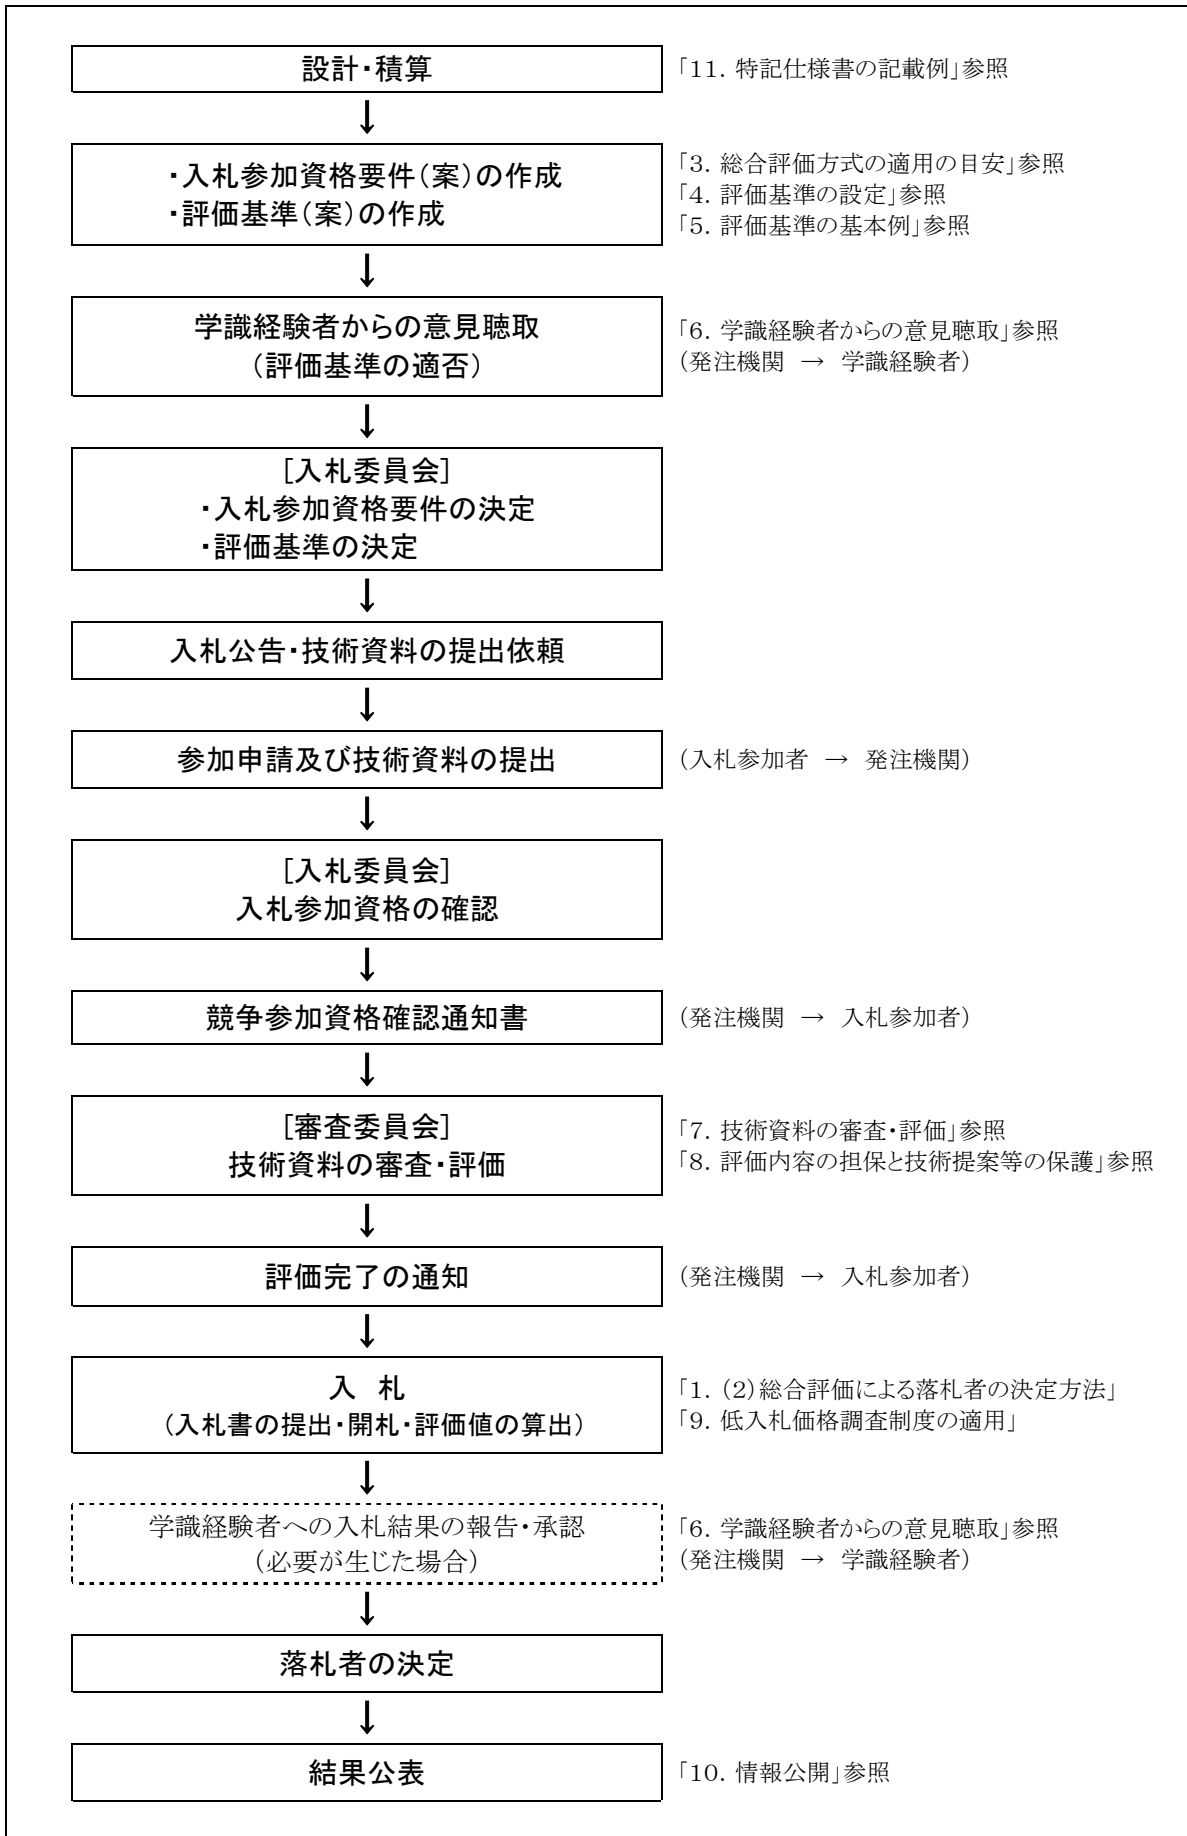 設計・積算
「11．特記仕様書の記載例」参照
・入札参加資格要件（案）の作成
・評価基準（案）の作成
「3．総合評価方式の適用の目安」参照
「4．評価基準の設定」参照
「5．評価基準の基本例」参照
学識経験者からの意見聴取
（評価基準の適否）
「6．学識経験者からの意見聴取」参照
（発注機関　→　学識経験者）
［入札委員会］
・入札参加資格要件の決定
・評価基準の決定
入札公告・技術資料の提出依頼
参加申請及び技術資料の提出
（入札参加者　→　発注機関）
［入札委員会］
入札参加資格の確認
競争参加資格確認通知書
（発注機関　→　入札参加者）
［審査委員会］
技術資料の審査・評価
「7．技術資料の審査・評価」参照
「8．評価内容の担保と技術提案等の保護」参照
評価完了の通知
（発注機関　→　入札参加者）
入　札
（入札書の提出・開札・評価値の算出）
「1．（2）総合評価による落札者の決定方法」
「9．低入札価格調査制度の適用」
学識経験者への入札結果の報告・承認
（必要が生じた場合）
「6．学識経験者からの意見聴取」参照
（発注機関　→　学識経験者）
落札者の決定
結果公表
「10．情報公開」参照